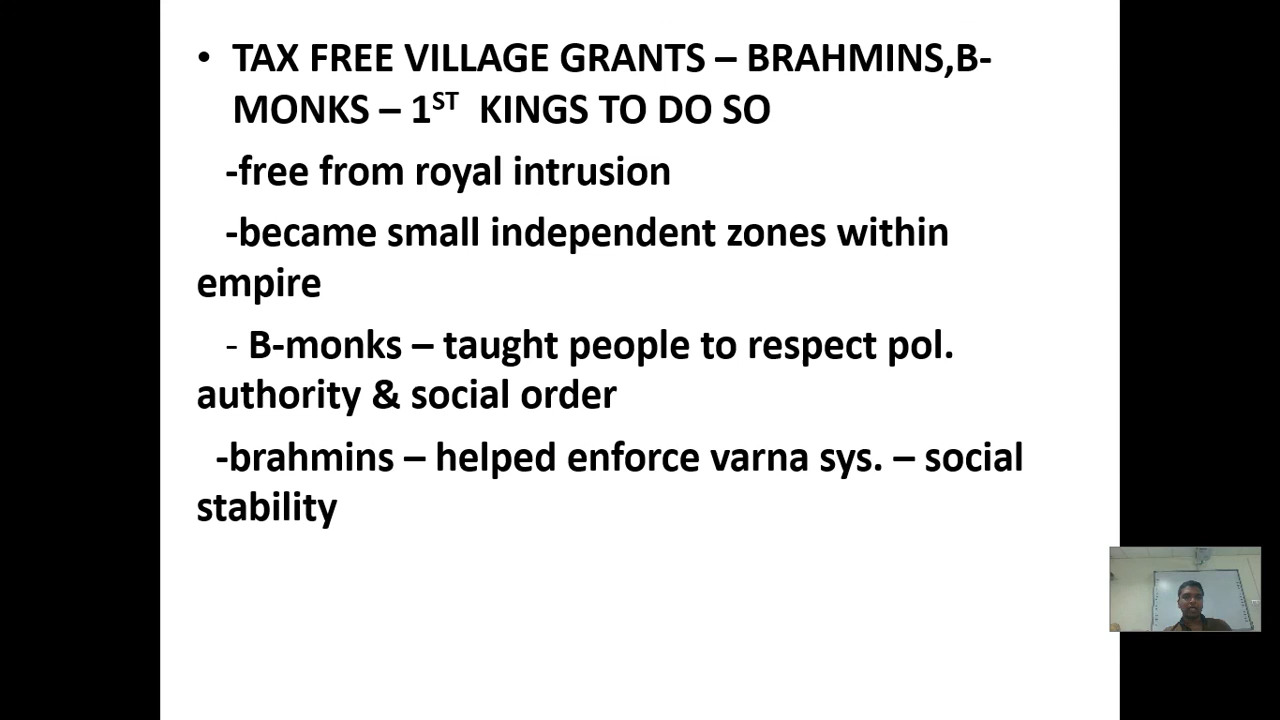 • TAX FREE VILLAGE GRANTS – BRAHMINS,B-
MONKS – 1ST KINGS TO DO SO
-free from royal intrusion
-became small independent zones within
empire
- B-monks – taught people to respect pol.
authority & social order
-brahmins – helped enforce varna sys. – social
stability